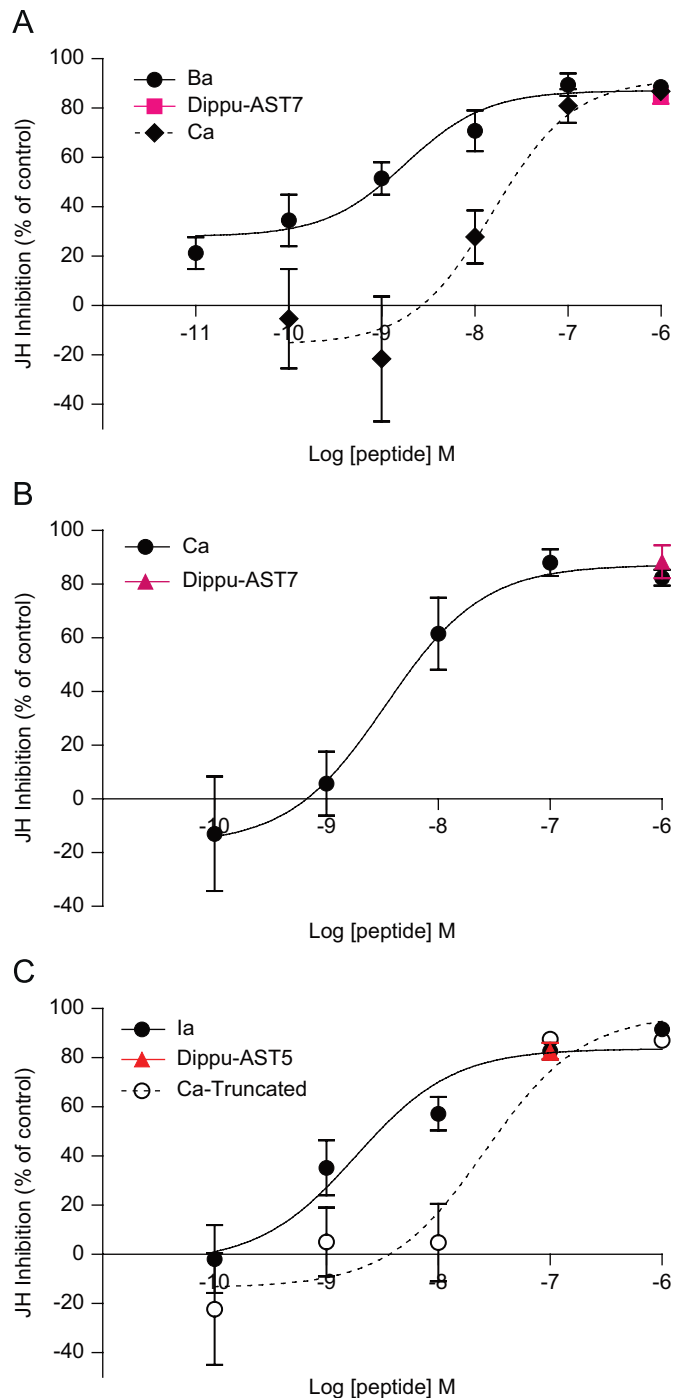 A
100
80
60
40
20
0
-20
-40
JH Inhibition (% of control)
Ba
Dippu-AST7
Ca
-11 -10 -9 -8 -7 -6
Log [peptide] M
B
100
80
60
40
20
0
-20
-40
JH Inhibition (% of control)
Ca
Dippu-AST7
-10 -9 -8 -7 -6
Log [peptide] M
C
100
80
60
40
20
0
-20
-40
JH Inhibition (% of control)
Ia
Dippu-AST5
Ca-Truncated
-10 -9 -8 -7 -6
Log [peptide] M